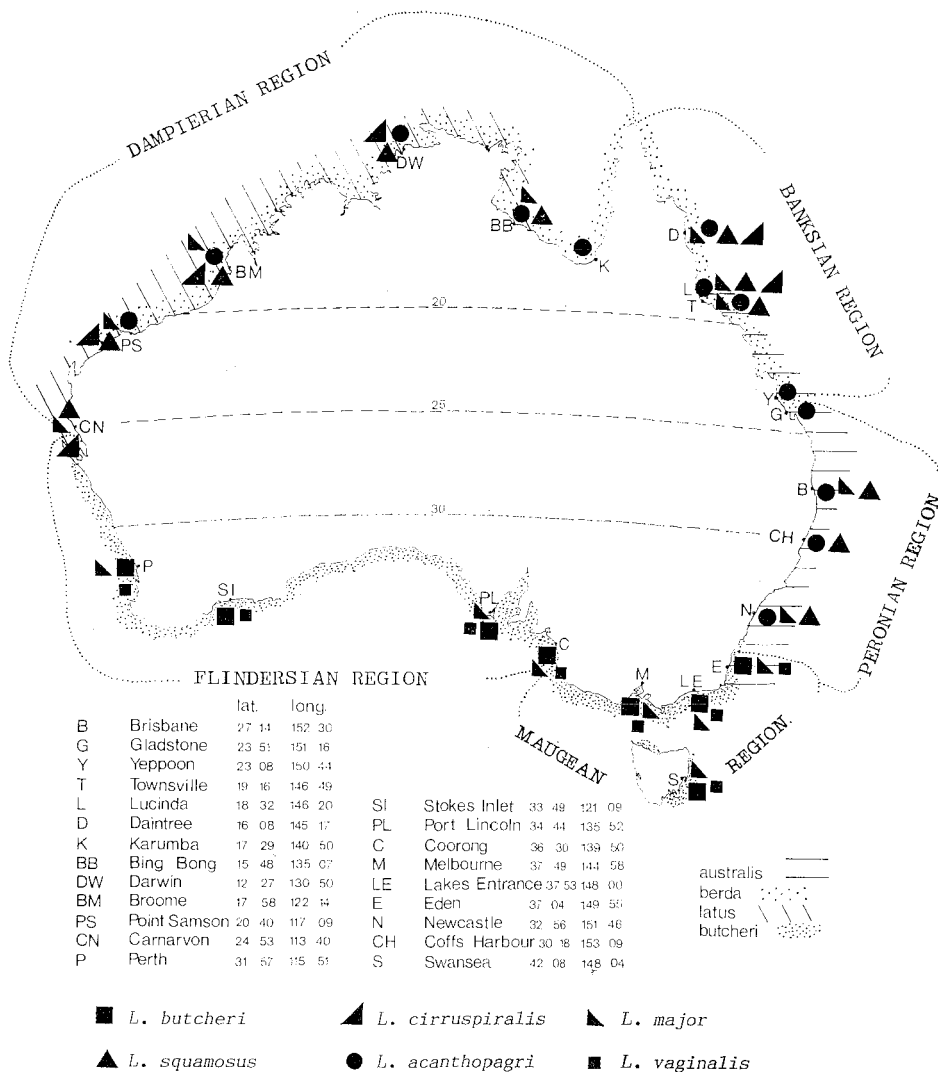 DAMPIERIAN REGION
BANKSIAN REGION
DW
BB
K
D
BM
L
T
20
PS
Y
G
25
CN
B
30
CH
P
SI
PL
N
C
E
M
LE
S
PERONIAN REGION
FLINDERSIAN REGION
MAUGEAN REGION
lat. long.
B Brisbane 27 14 152 30
G Gladstone 23 51 151 16
Y Yeppoon 23 08 150 44
T Townsville 19 16 146 49
L Lucinda 18 32 146 20
D Daintree 16 08 145 17
K Karumba 17 29 140 50
BB Bing Bong 15 48 135 07
DW Darwin 12 27 130 50
BM Broome 17 58 122 14
PS Point Samson 20 40 117 09
CN Carnarvon 24 53 113 40
P Perth 31 57 115 51
SI Stokes Inlet 33 49 121 09
PL Port Lincoln 34 44 135 52
C Coorong 36 30 139 50
M Melbourne 37 49 144 58
LE Lakes Entrance 37 53 148 00
E Eden 37 04 149 55
N Newcastle 32 56 151 46
CH Coffs Harbour 30 18 153 09
S Swansea 42 08 148 04
australis
berda
latus
butcheri
L. butcheri
L. cirruspiralis
L. major
L. squamosus
L. acanthopagri
L. vaginalis